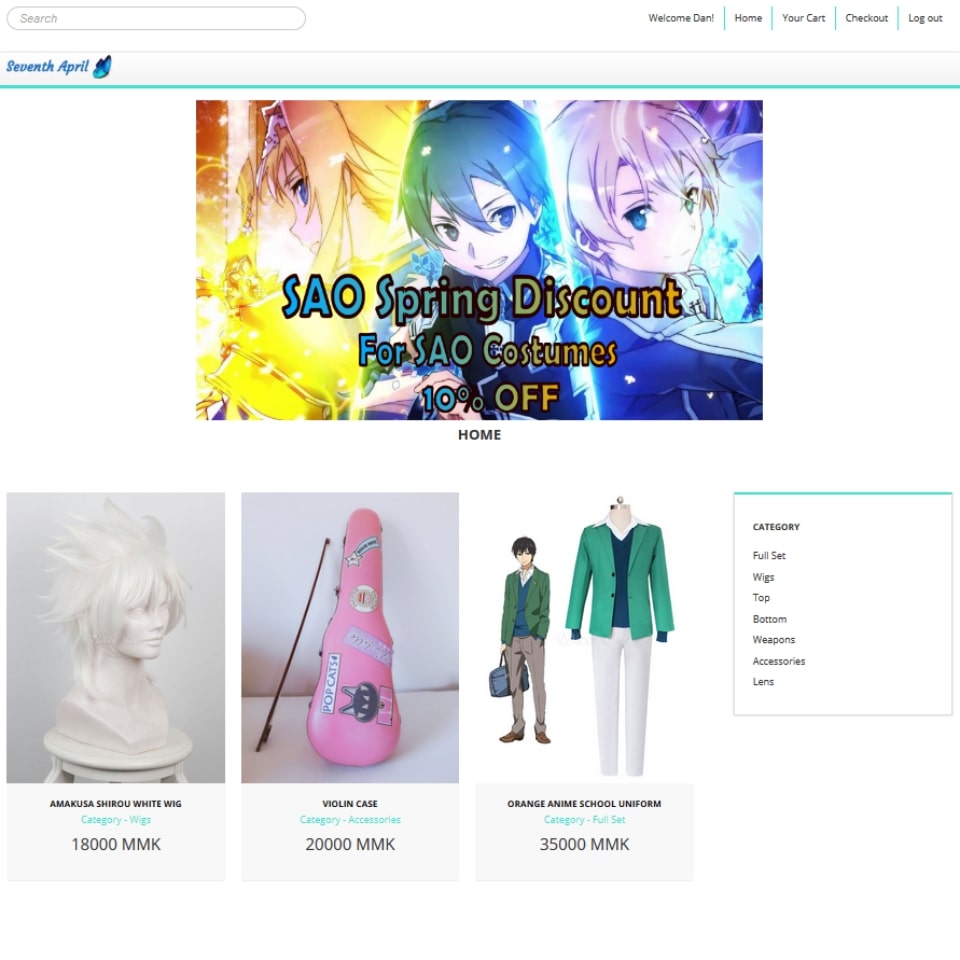 Search
Welcome Dan!
Home
Your Cart
Checkout
Log out
Seventh April
SAO Spring Discount
For SAO Costumes
10% OFF
HOME
POP CATS
AMAKUSA SHIROU WHITE WIG
Category - Wigs
18000 MMK
VIOLIN CASE
Category - Accessories
20000 MMK
ORANGE ANIME SCHOOL UNIFORM
Category - Full Set
35000 MMK
CATEGORY
Full Set
Wigs
Top
Bottom
Weapons
Accessories
Lens